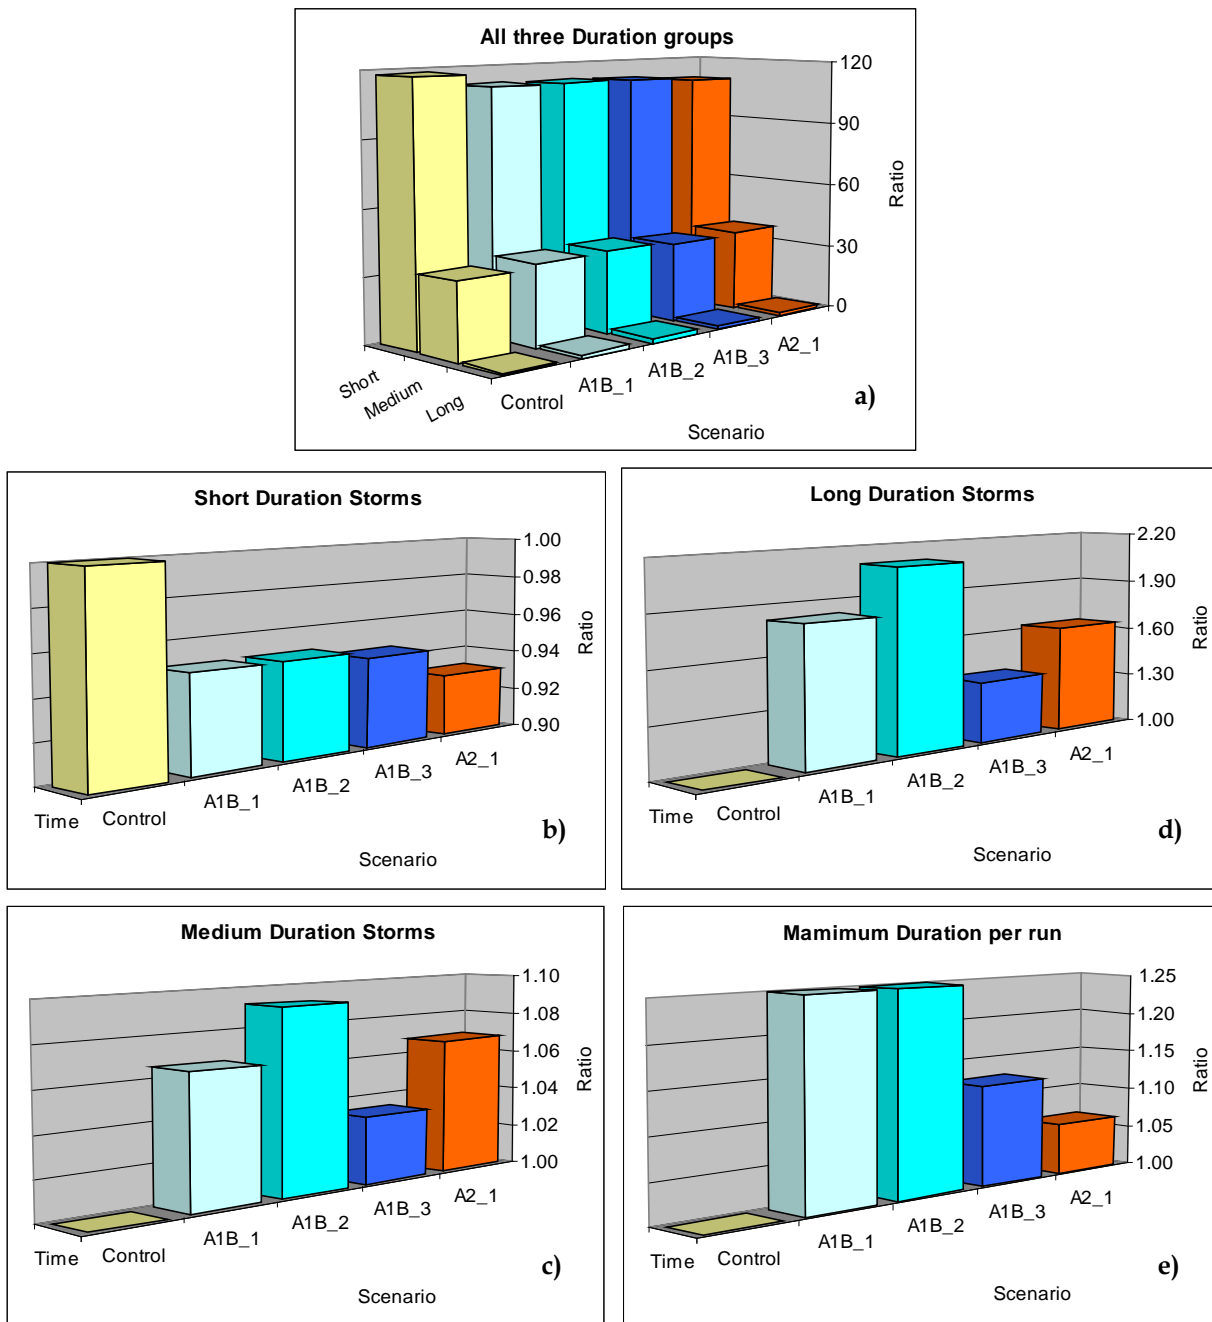 All three Duration groups
120
90
60
30
0
Ratio
Short
Medium
Long
Control
A1B_1
A1B_2
A1B_3
A2_1
Scenario
a)
Short Duration Storms
1.00
0.98
0.96
0.94
0.92
0.90
Ratio
Time
Control
A1B_1
A1B_2
A1B_3
A2_1
Scenario
b)
Long Duration Storms
2.20
1.90
1.60
1.30
1.00
Ratio
Time
Control
A1B_1
A1B_2
A1B_3
A2_1
Scenario
d)
Medium Duration Storms
1.10
1.08
1.06
1.04
1.02
1.00
Ratio
Time
Control
A1B_1
A1B_2
A1B_3
A2_1
Scenario
c)
Mamimum Duration per run
1.25
1.20
1.15
1.10
1.05
1.00
Ratio
Time
Control
A1B_1
A1B_2
A1B_3
A2_1
Scenario
e)